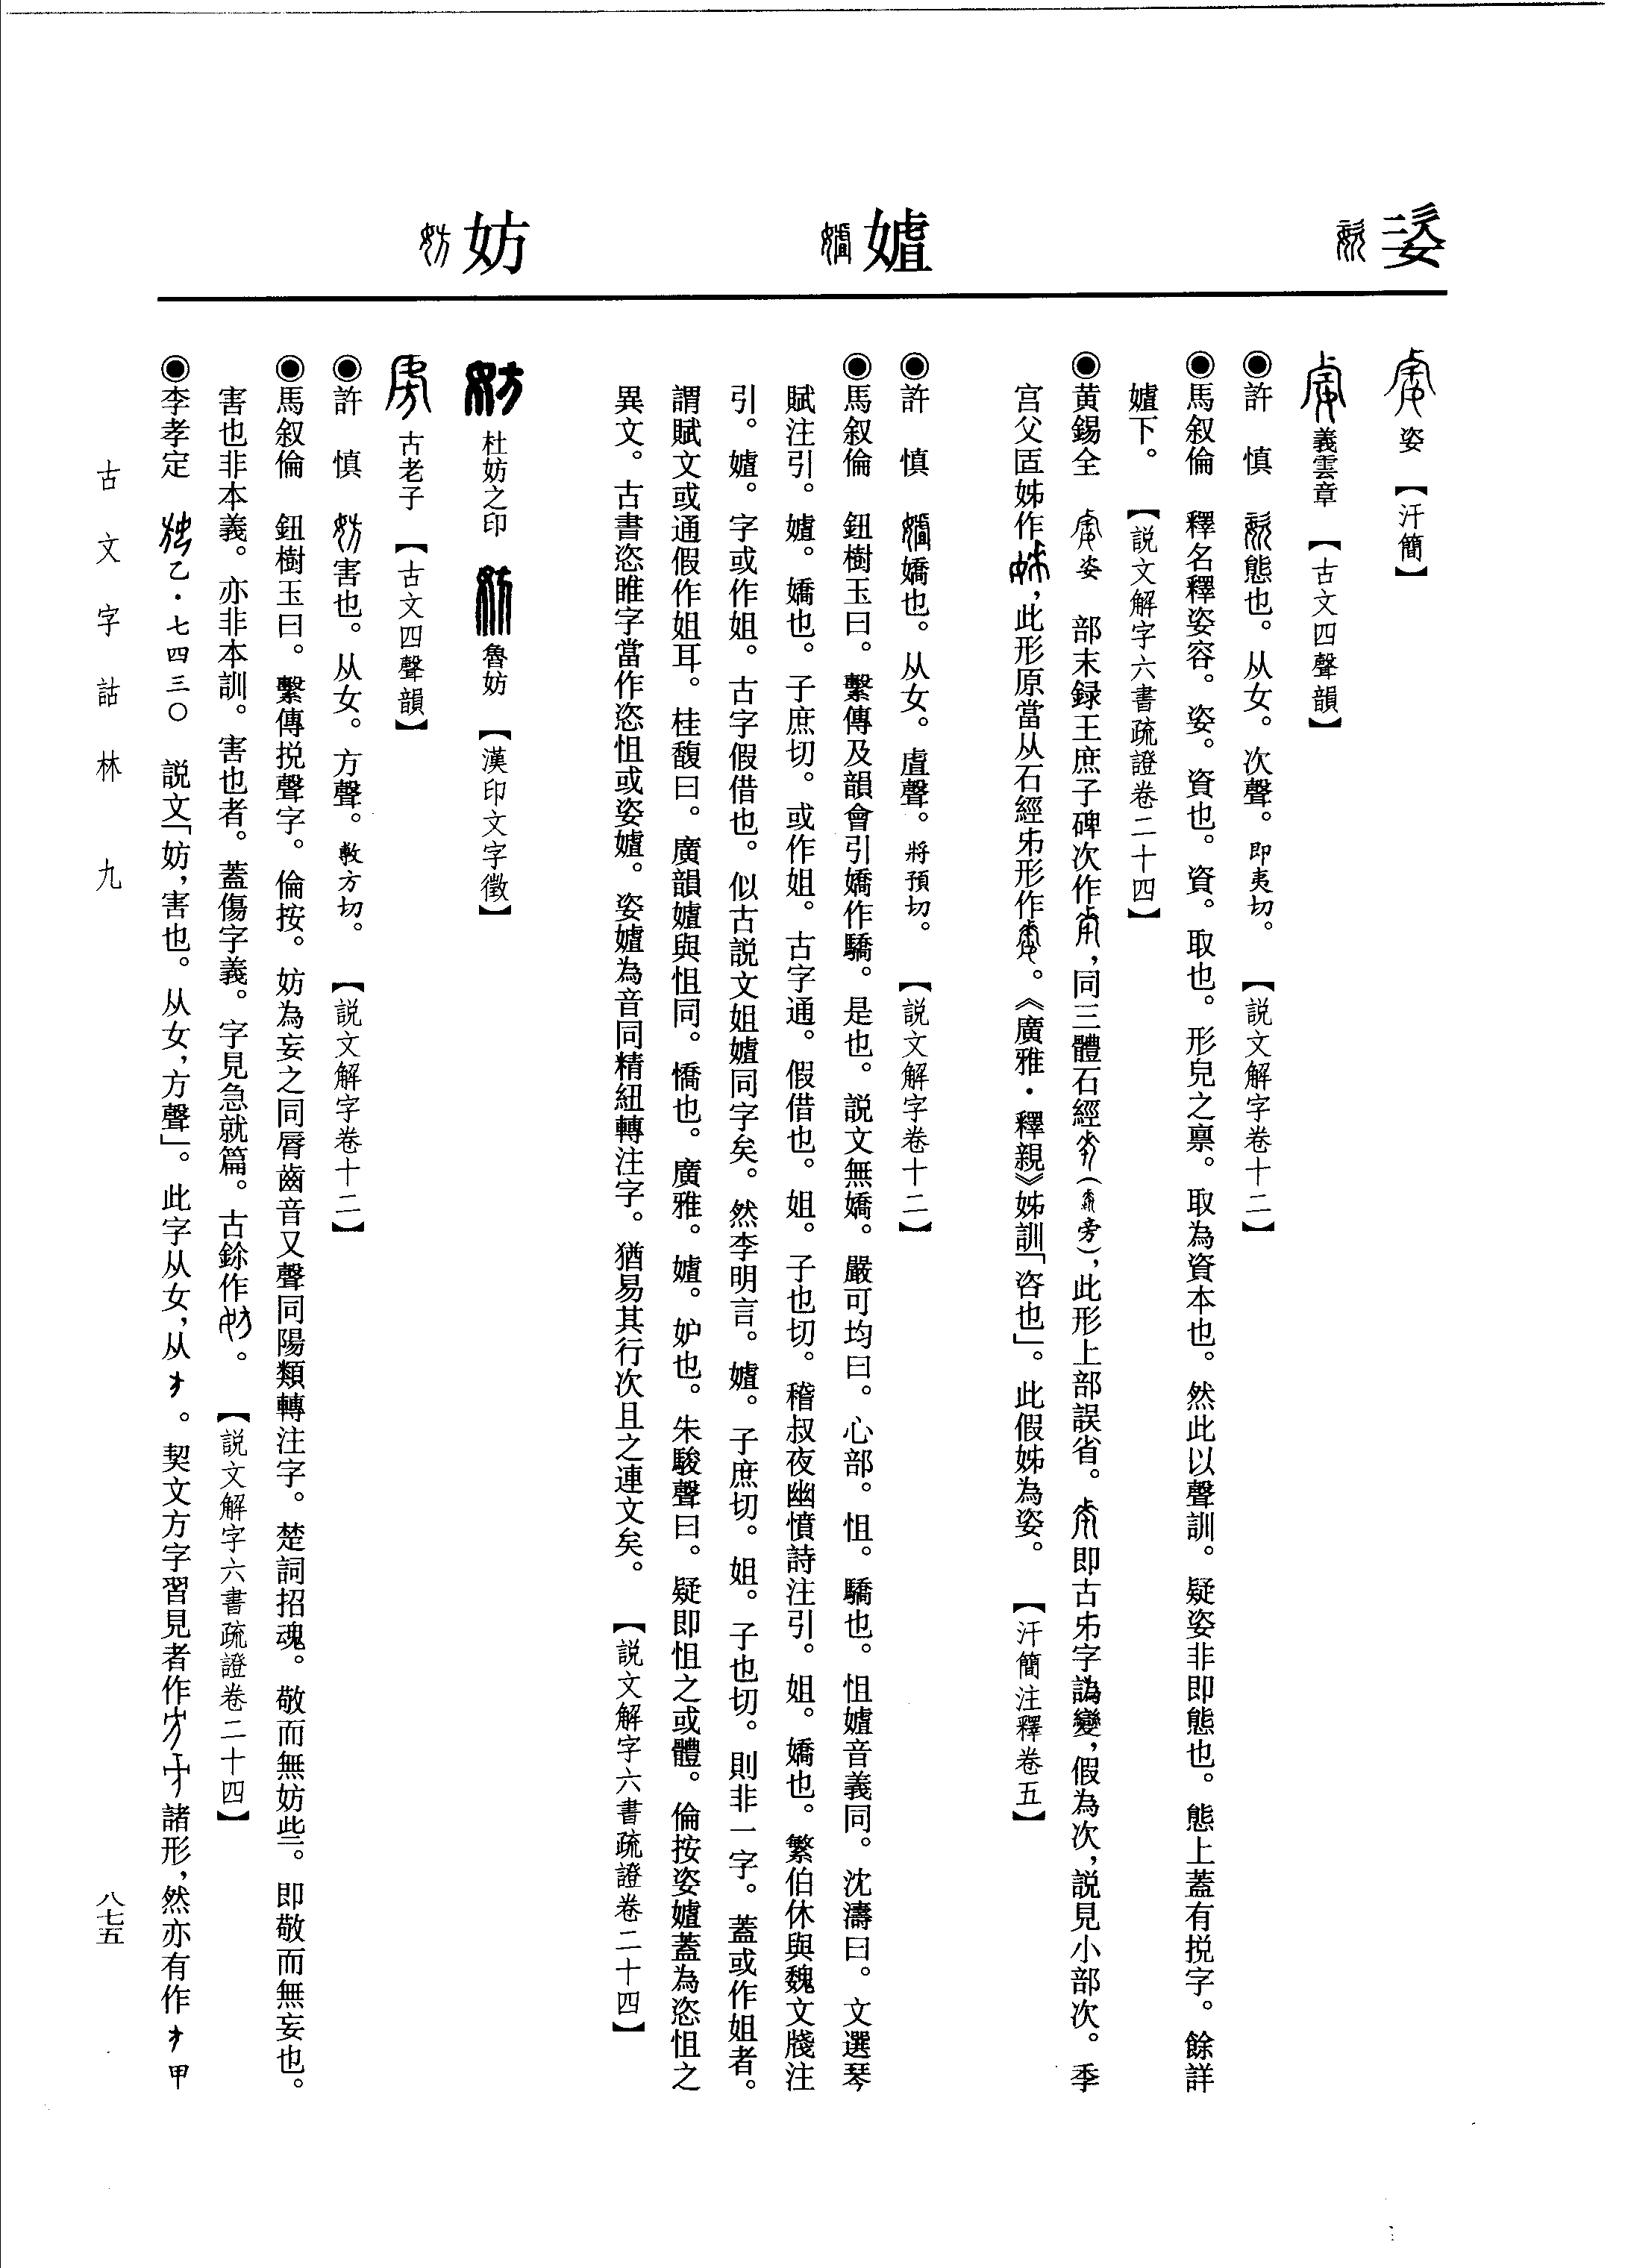 姿
嫭
妨
姿 【汗簡】
義雲章 【古文四聲韻】
◉許 慎 態也。从女。次聲。即夷切。 【説文解字卷十二】
◉馬叙倫 釋名釋姿容。姿。資也。資。取也。形皃之禀。取為資本也。然此以聲訓。疑姿非即態也。態上蓋有挩字。餘詳
嫭下。 【説文解字六書疏證卷二十四】
◉黄錫全 姿 部末録王庶子碑次作,同三體石經(旁),此形上部誤省。即古𠂔字譌變,假為次,説見小部次。季
宫父匜姊作,此形原當从石經𠂔形作。《廣雅·釋親》姊訓「咨也」。此假姊為姿。 【汗簡注釋卷五】
◉許 慎 嬌也。从女。虘聲。將預切。 【説文解字卷十二】
◉馬叙倫 鈕樹玉曰。繫傳及韻會引嬌作驕。是也。説文無嬌。嚴可均曰。心部。怚。驕也。怚嫭音義同。沈濤曰。文選琴
賦注引。嫭。嬌也。子庶切。或作姐。古字通。假借也。姐。子也切。稽叔夜幽憤詩注引。姐。嬌也。繁伯休與魏文牋注
引。嫭。字或作姐。古字假借也。似古説文姐嫭同字矣。然李明言。嫭。子庶切。姐。子也切。則非一字。蓋或作姐者。
謂賦文或通假作姐耳。桂馥曰。廣韻嫭與怚同。憍也。廣雅。嫭。妒也。朱駿聲曰。疑即怚之或體。倫按姿嫭蓋為恣怚之
異文。古書恣睢字當作恣怚或姿嫭。姿嫭為音同精紐轉注字。猶易其行次且之連文矣。 【説文解字六書疏證卷二十四】
杜妨之印 魯妨 【漢印文字徵】
古老子 【古文四聲韻】
◉許 慎 害也。从女。方聲。敷方切。 【説文解字卷十二】
◉馬叙倫 鈕樹玉曰。繫傳挩聲字。倫按。妨為妄之同脣齒音又聲同陽類轉注字。楚詞招魂。敬而無妨些。即敬而無妄也。
害也非本義。亦非本訓。害也者。蓋傷字義。字見急就篇。古鉨作。 【説文解字六書疏證卷二十四】
◉李孝定 乙·七四三〇 説文「妨,害也。从女,方聲」。此字从女,从。契文方字習見者作諸形,然亦有作甲
古文字詁林 九
八七五